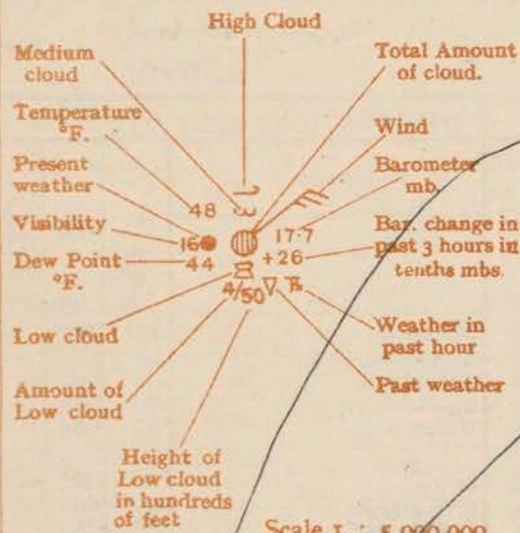 High Cloud
Medium
cloud
Total Amount
of cloud.
Temperature
°F.
Wind
Present
weather
Barometer
mb.
48
Visibility
16
17·7
Bar. change in
past 3 hours in
tenths mbs.
Dew Point
°F.
44
+26
4/50
Low cloud
Weather in
past hour
Amount of
Low cloud
Past weather
Height of
Low cloud
in hundreds
of feet
Scale 1 : 5,000,000